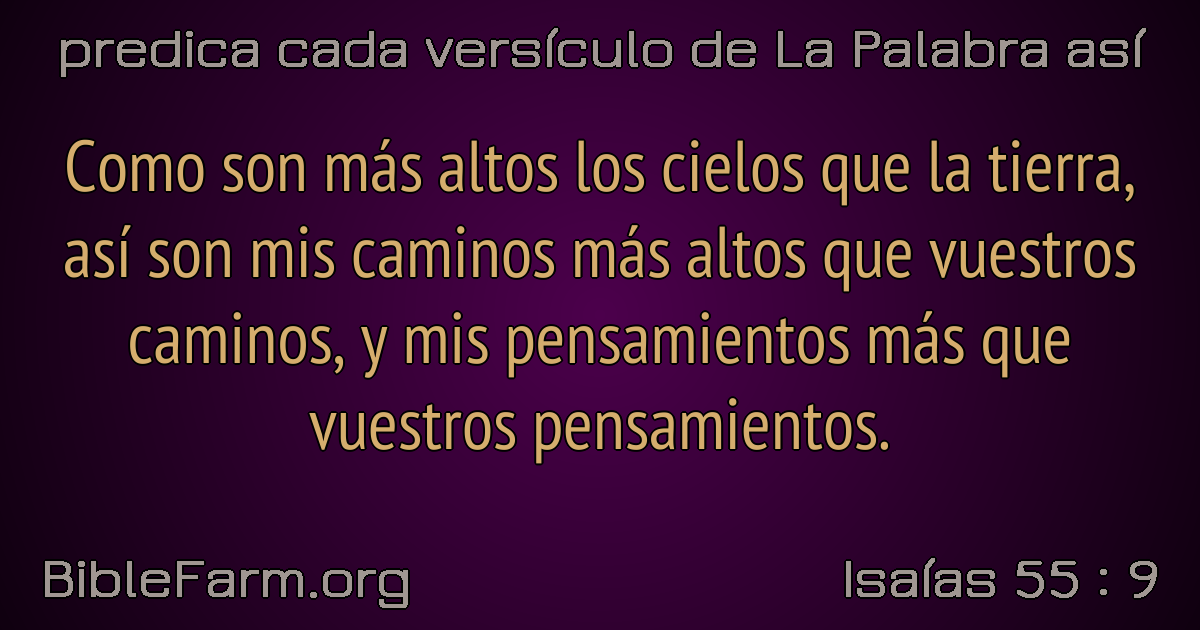 predica cada versículo de La Palabra así
Como son más altos los cielos que la tierra,
así son mis caminos más altos que vuestros
caminos, y mis pensamientos más que
vuestros pensamientos.
BibleFarm.org
Isaías 55 : 9